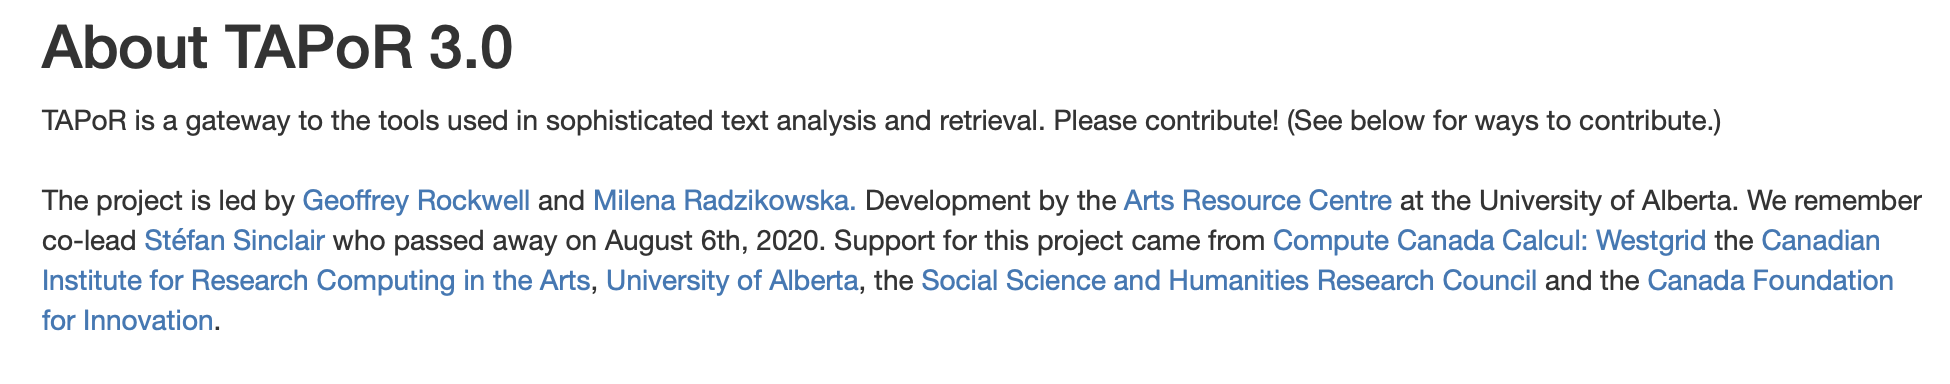 About TAPoR 3.0
TAPoR is a gateway to the tools used in sophisticated text analysis and retrieval. Please contribute! (See below for ways to contribute.)
The project is led by Geoffrey Rockwell and Milena Radzikowska. Development by the Arts Resource Centre at the University of Alberta. We remember
co-lead Stéfan Sinclair who passed away on August 6th, 2020. Support for this project came from Compute Canada Calcul: Westgrid the Canadian
Institute for Research Computing in the Arts, University of Alberta, the Social Science and Humanities Research Council and the Canada Foundation
for Innovation.